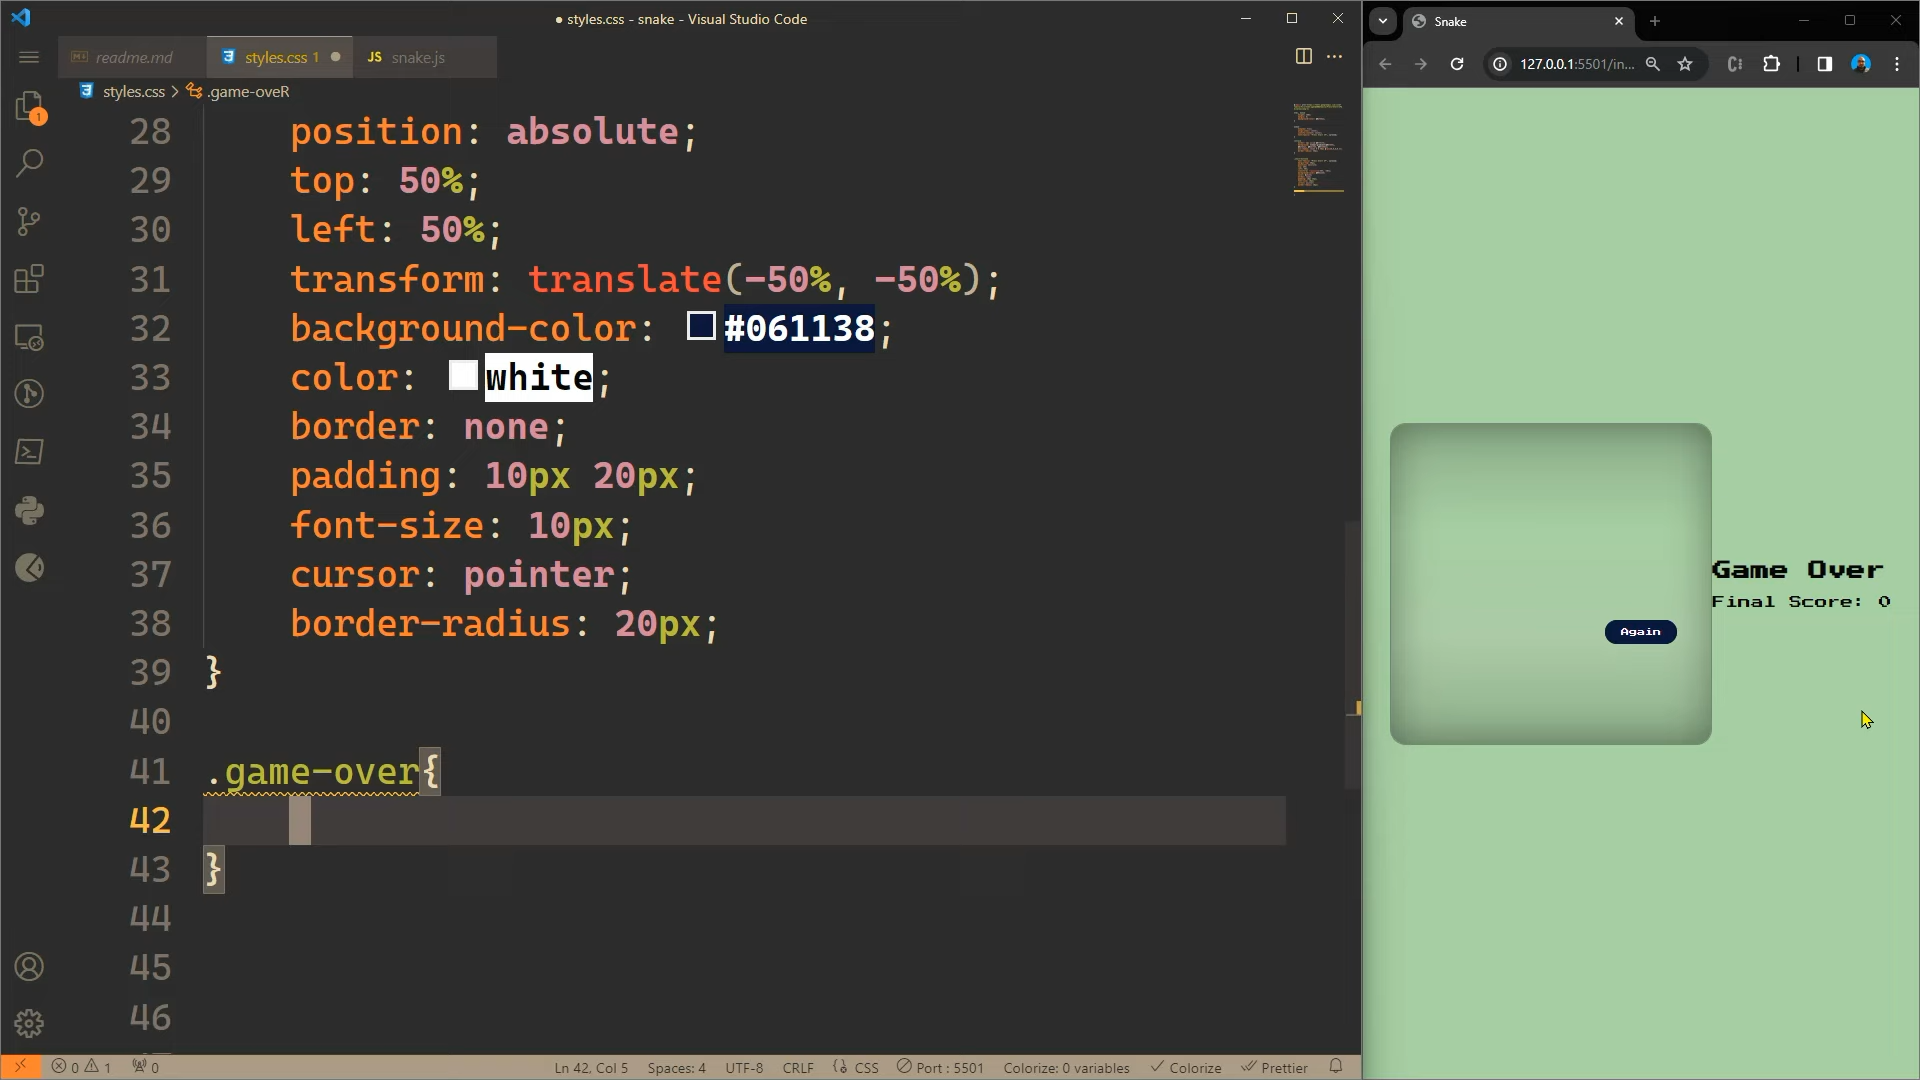 ● styles.css - snake - Visual Studio Code
readme.md
styles.css 1 ●
JS snake.js
styles.css > .game-oveR
28 position: absolute;
29 top: 50%;
30 left: 50%;
31 transform: translate(-50%, -50%);
32 background-color: #061138;
33 color: white;
34 border: none;
35 padding: 10px 20px;
36 font-size: 10px;
37 cursor: pointer;
38 border-radius: 20px;
39 }
40
41 .game-over{
42
43 }
44
45
46
1
Ln 42, Col 5 Spaces: 4 UTF-8 CRLF CSS Port : 5501 Colorize: 0 variables Colorize Prettier
0 1 0
Snake
127.0.0.1:5501/in...
Game Over
Final Score: 0
Again